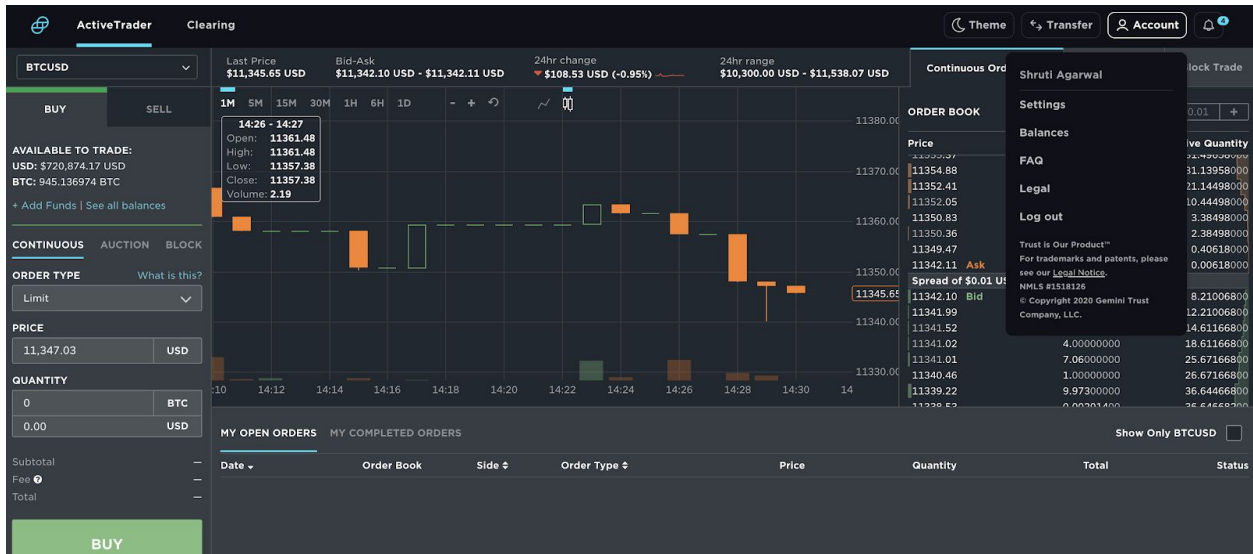 ActiveTrader Clearing Theme Transfer Account 4
BTCUSD
Last Price Bid-Ask 24hr change 24hr range
$11,345.65 USD $11,342.10 USD - $11,342.11 USD $108.53 USD (-0.95%) $10,300.00 USD - $11,538.07 USD
BUY SELL
AVAILABLE TO TRADE:
USD: $720,874.17 USD
BTC: 945.136974 BTC
+ Add Funds | See all balances
CONTINUOUS AUCTION BLOCK
ORDER TYPE What is this?
Limit
PRICE
11,347.03 USD
QUANTITY
0 BTC
0.00 USD
Subtotal —
Fee ? —
Total —
BUY
1M 5M 15M 30M 1H 6H 1D - +
14:26 - 14:27
Open: 11361.48
High: 11361.48
Low: 11357.38
Close: 11357.38
Volume: 2.19
11380.00
11370.00
11360.00
11350.00
11345.65
11340.00
11330.00
:10 14:12 14:14 14:16 14:18 14:20 14:22 14:24 14:26 14:28 14:30 14
Continuous Ord
Block Trade
ORDER BOOK 0.01 +
Price ive Quantity
11354.88 31.13958000
11352.41 21.14498000
11352.05 10.44498000
11350.83 3.38498000
11350.36 2.38498000
11349.47 0.40618000
11342.11 Ask 0.00618000
Spread of $0.01 US
11342.10 Bid 8.21006800
11341.99 12.21006800
11341.52 14.61166800
11341.02 4.00000000 18.61166800
11341.01 7.06000000 25.67166800
11340.46 1.00000000 26.67166800
11339.22 9.97300000 36.64466800
Shruti Agarwal
Settings
Balances
FAQ
Legal
Log out
Trust is Our Product™
For trademarks and patents, please
see our Legal Notice.
NMLS #1518126
© Copyright 2020 Gemini Trust
Company, LLC.
MY OPEN ORDERS MY COMPLETED ORDERS Show Only BTCUSD
Date Order Book Side Order Type Price Quantity Total Status